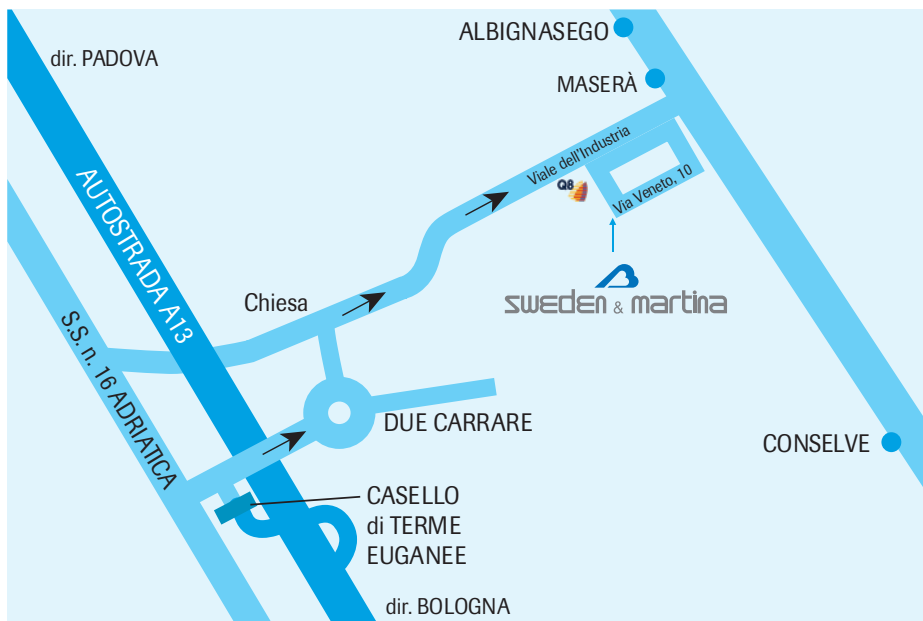 ALBIGNASEGO
dir. PADOVA
MASERÀ
Viale dell'Industria
Q8
Via Veneto, 10
AUTOSTRADA A13
sweden & martina
Chiesa
S.S. n. 16 ADRIATICA
DUE CARRARE
CONSELVE
CASELLO
di TERME
EUGANEE
dir. BOLOGNA